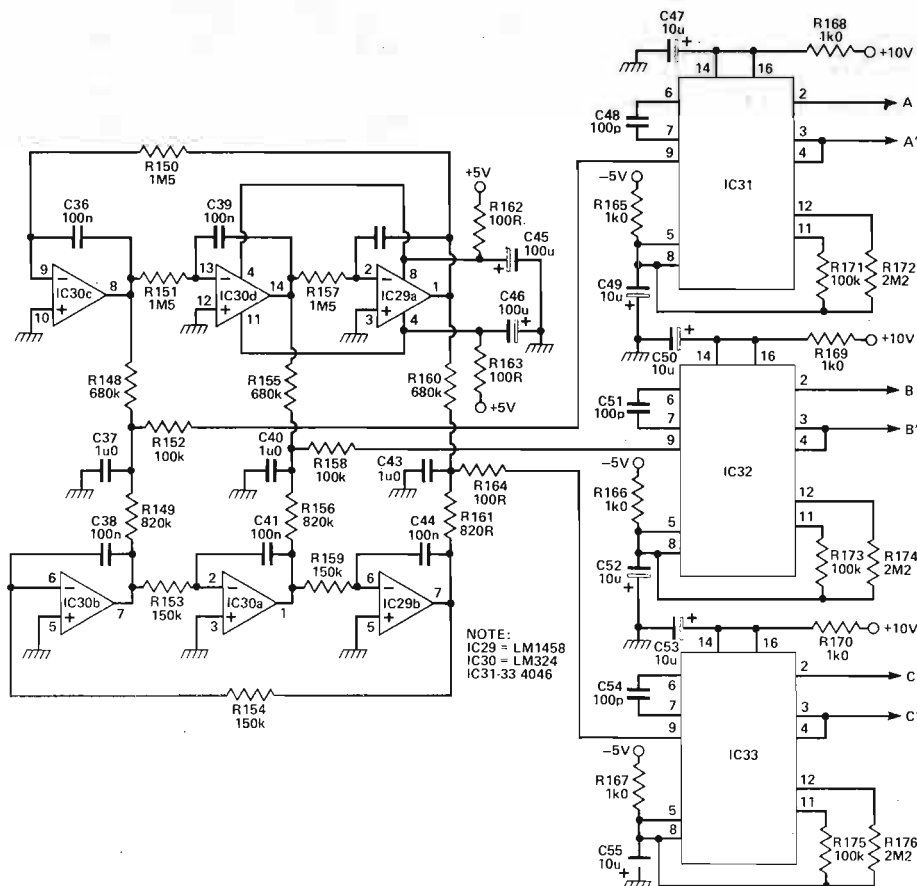 C47
10u
+
R168
1k0
+10V
14
16
6
2
A
C48
100p
7
3
A'
9
4
IC31
-5V
R165
1k0
12
11
5
8
R171
100k
R172
2M2
C49
10u
+
R150
1M5
C36
100n
C39
100n
+5V
R162
100R
C45
100u
+
9
-
IC30c
8
+
10
R151
1M5
13
-
4
IC30d
14
12
+
11
R157
1M5
2
-
8
IC29a
1
3
+
4
C46
100u
+
R163
100R
+5V
R148
680k
R155
680k
R160
680k
R152
100k
C37
1u0
C40
1u0
R158
100k
C43
1u0
R164
100R
R149
820k
R156
820k
R161
820R
C38
100n
C41
100n
C44
100n
6
-
IC30b
7
5
+
R153
150k
2
-
IC30a
1
3
+
R159
150k
6
-
IC29b
7
5
+
R154
150k
NOTE:
IC29 = LM1458
IC30 = LM324
IC31-33 4046
C50
10u
+
R169
1k0
+10V
14
16
C51
100p
6
2
B
7
3
B'
9
4
IC32
-5V
R166
1k0
12
11
5
8
R173
100k
R174
2M2
C52
10u
+
C53
10u
+
R170
1k0
+10V
14
16
C54
100p
6
2
C
7
3
C'
9
4
IC33
-5V
R167
1k0
12
11
5
8
R175
100k
R176
2M2
C55
10u
+